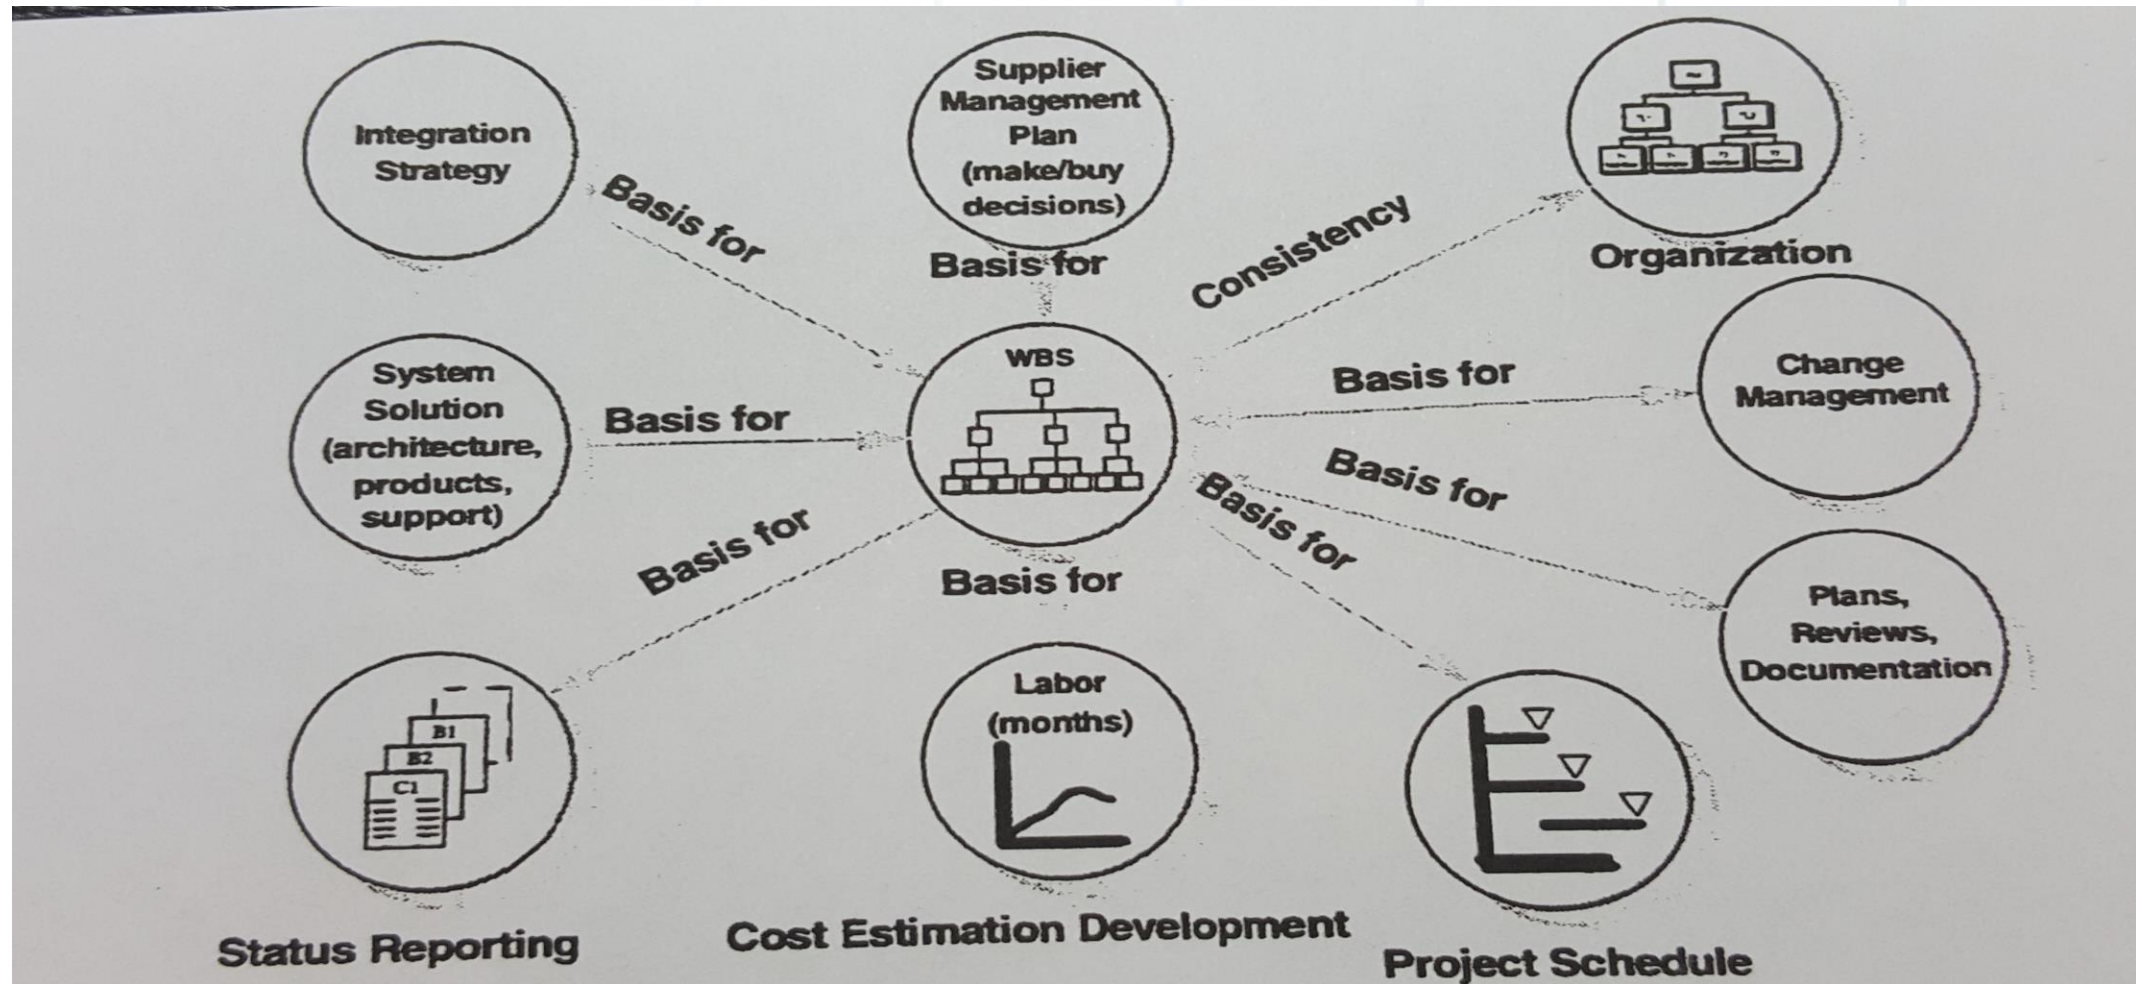 Integration
Strategy
Supplier
Management
Plan
(make/buy
decisions)
Organization
Basis for
Basis for
Consistency
System
Solution
(architecture,
products,
support)
Basis for
WBS
Basis for
Change
Management
Basis for
Basis for
Basis for
Basis for
Plans,
Reviews,
Documentation
B1
B2
C1
Status Reporting
Labor
(months)
Cost Estimation Development
Project Schedule